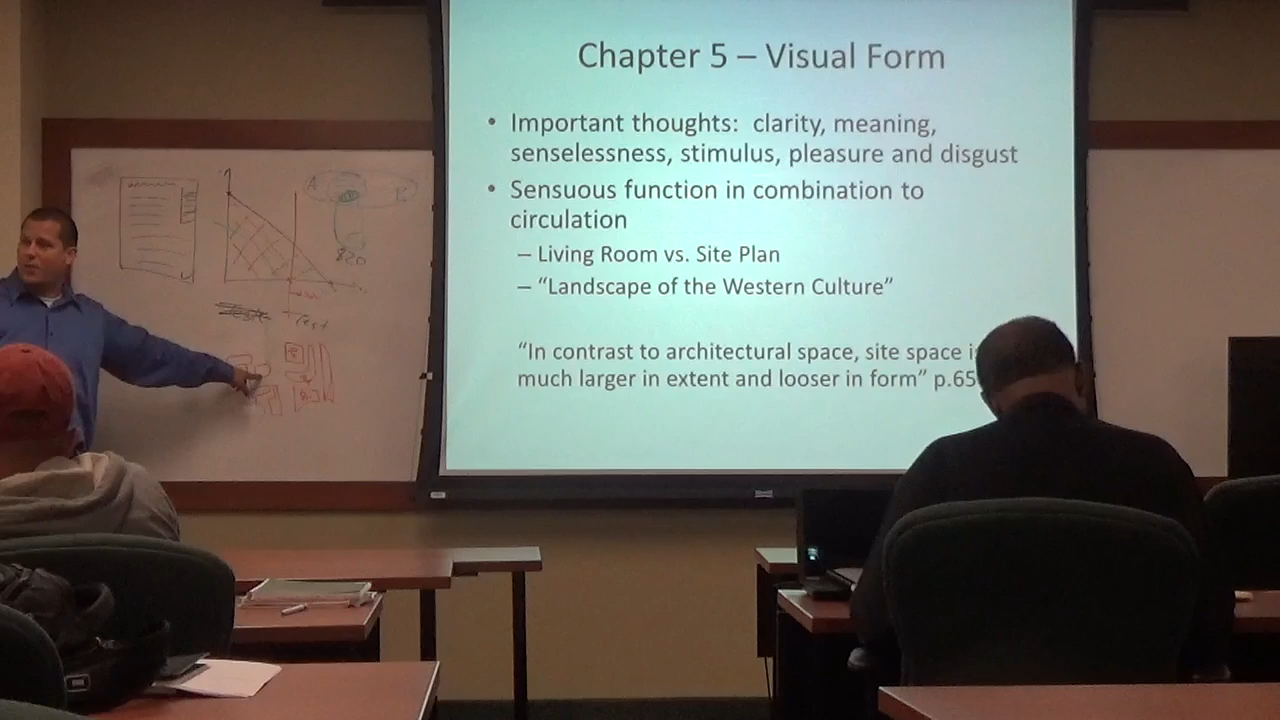 Chapter 5 – Visual Form
• Important thoughts: clarity, meaning,
senselessness, stimulus, pleasure and disgust
• Sensuous function in combination to
circulation
– Living Room vs. Site Plan
– “Landscape of the Western Culture”
“In contrast to architectural space, site space
much larger in extent and looser in form” p.65
A
Test